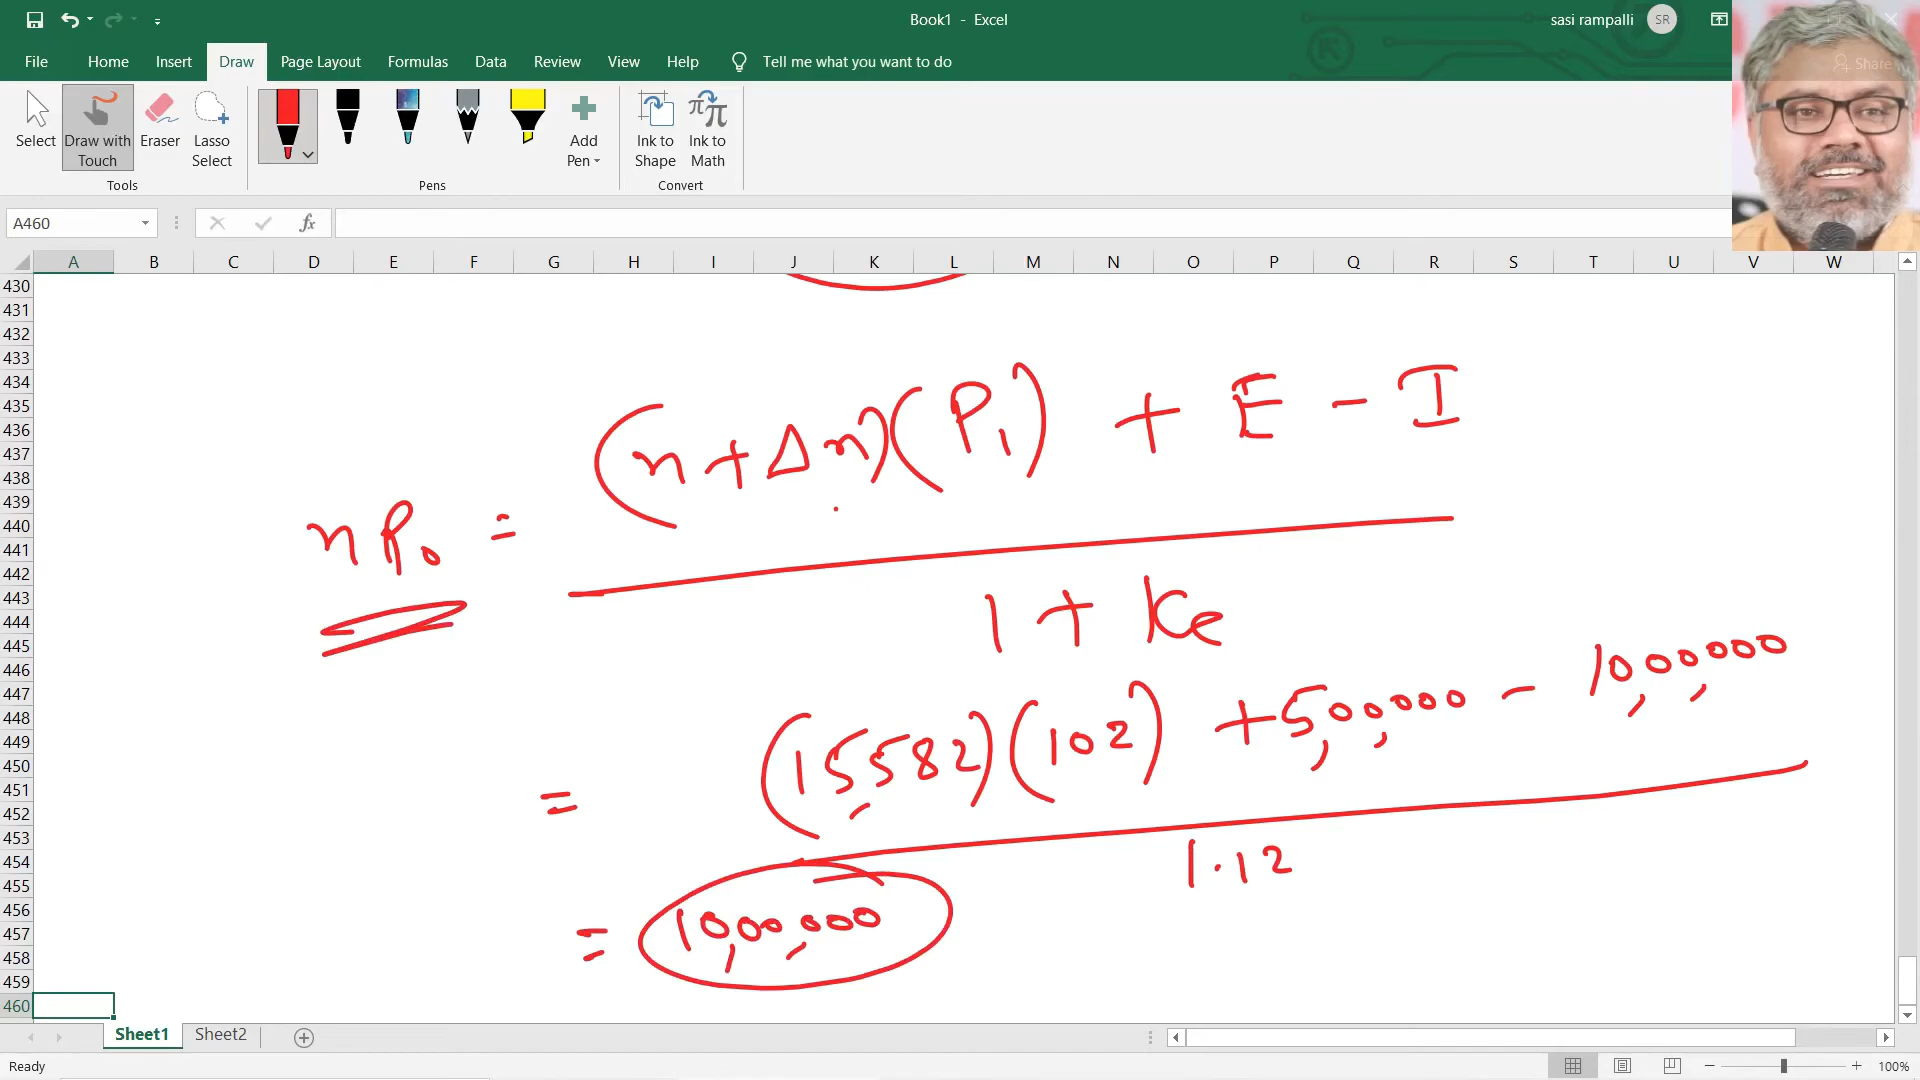 Book1 - Excel
sasi rampalli
SR
File Home Insert Draw Page Layout Formulas Data Review View Help Tell me what you want to do
Share
Select
Draw with Touch
Eraser
Lasso Select
Add Pen
Ink to Shape
Ink to Math
Tools
Pens
Convert
A460
fx
A B C D E F G H I J K L M N O P Q R S T U V W
430
431
432
433
434
435
436
437
438
439
440
441
442
443
444
445
446
447
448
449
450
451
452
453
454
455
456
457
458
459
460
nP₀ = (n + Δn)(P₁) + E - I
1 + Ke
= (15,582)(102) + 5,00,000 - 10,00,000
1.12
= 10,00,000
Sheet1 Sheet2
Ready
100%